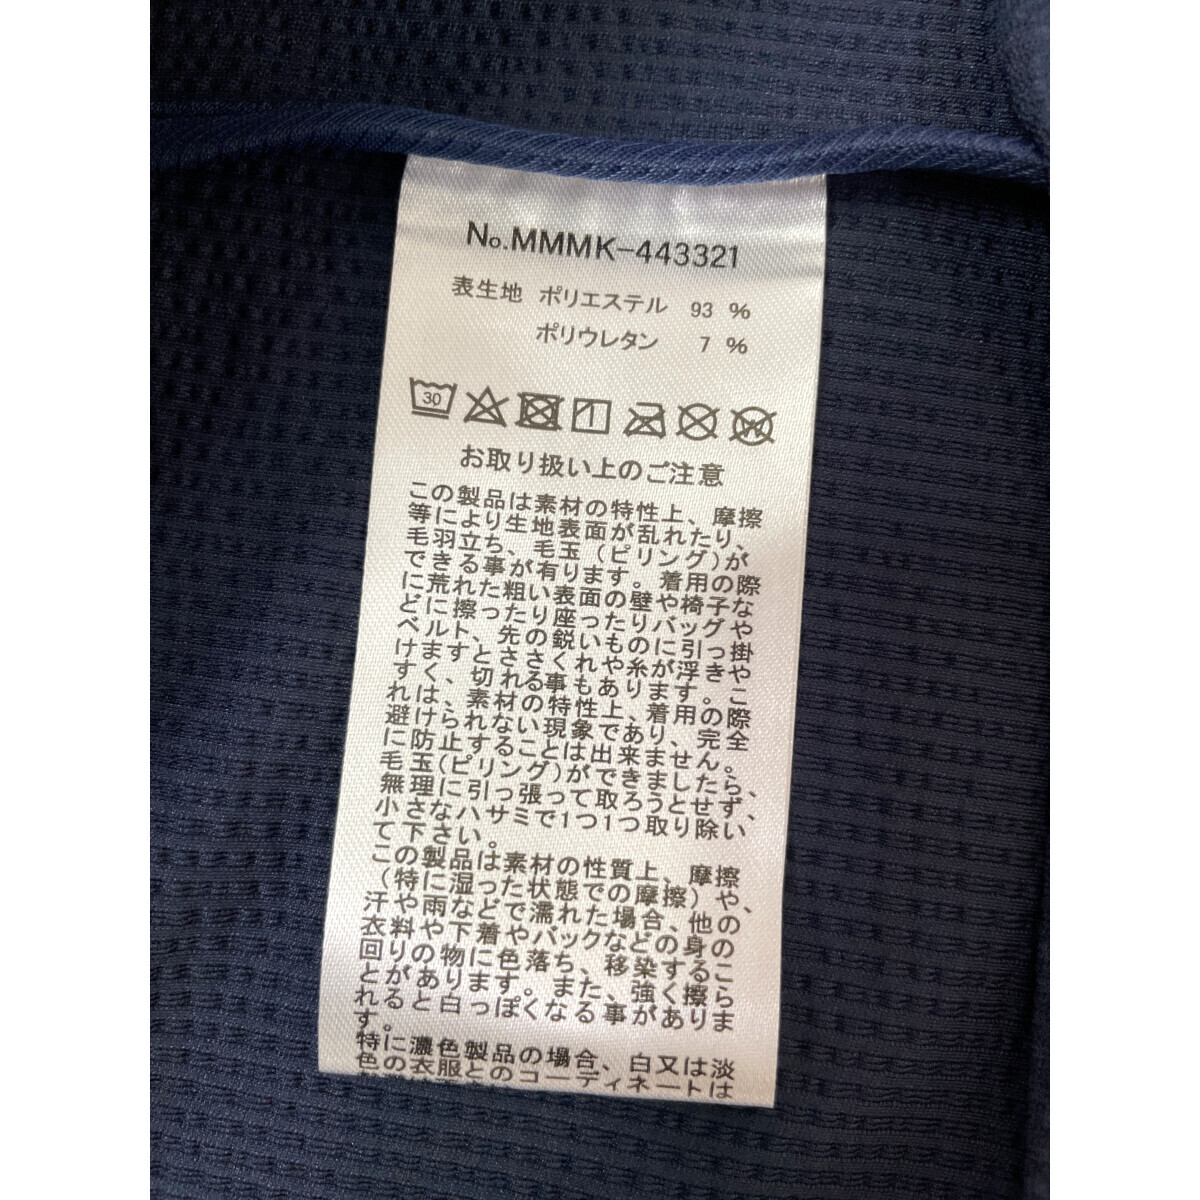 No.MMMK-443321
表生地 ポリエステル 93 %
ポリウレタン 7 %
30
W
お取り扱い上のご注意
この製品は素材の特性上、摩擦
等により生地表面が乱れたり、
毛羽立ち、毛玉(ピリング)が
できる事が有ります。着用の際
に荒れた粗い表面の壁や椅子な
どに擦ったり座ったりバッグや
ベルト、先の鋭いものに引っ掛
けますと、ささくれや糸が浮きや
すく、切れる事もあります。こ
れは、素材の特性上、着用の際
避けられない現象であり、完全
に防止することは出来ません。
毛玉(ピリング)ができましたら、
無理に引っ張って取ろうとせず、
小さなハサミで1つ1つ取り除い
て下さい。
この製品は素材の性質上、摩擦
(特に湿った状態での摩擦)や、
汗や雨などで濡れた場合、他の
衣料や下着やバックなどの身の
回りの物に色落ち、移染するこ
とがあります。また、強く擦ら
れると白っぽくなる事がありま
す。
特に濃色製品の場合、白又は淡
色の衣服とのコーディネートは